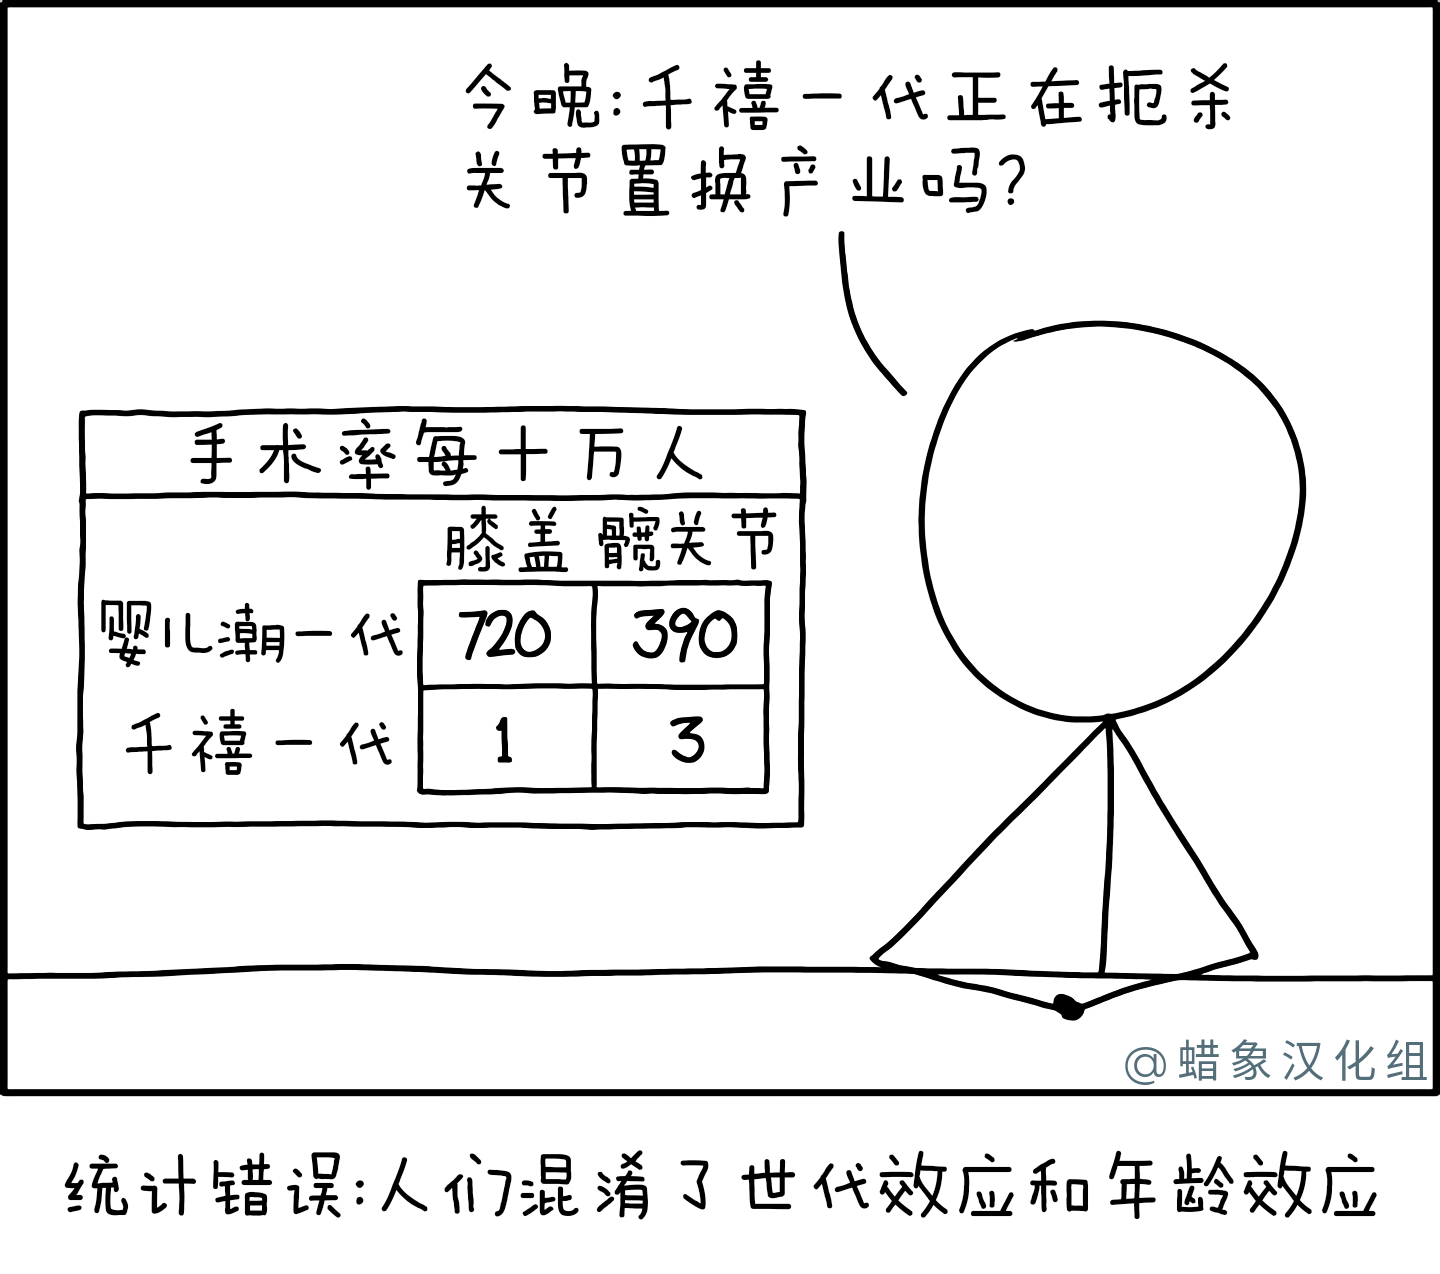 今晚:千禧一代正在扼杀
关节置换产业吗?
手术率每十万人
膝盖 髋关节
婴儿潮一代 720 390
千禧一代 1 3
@蜡象汉化组
统计错误:人们混淆了世代效应和年龄效应